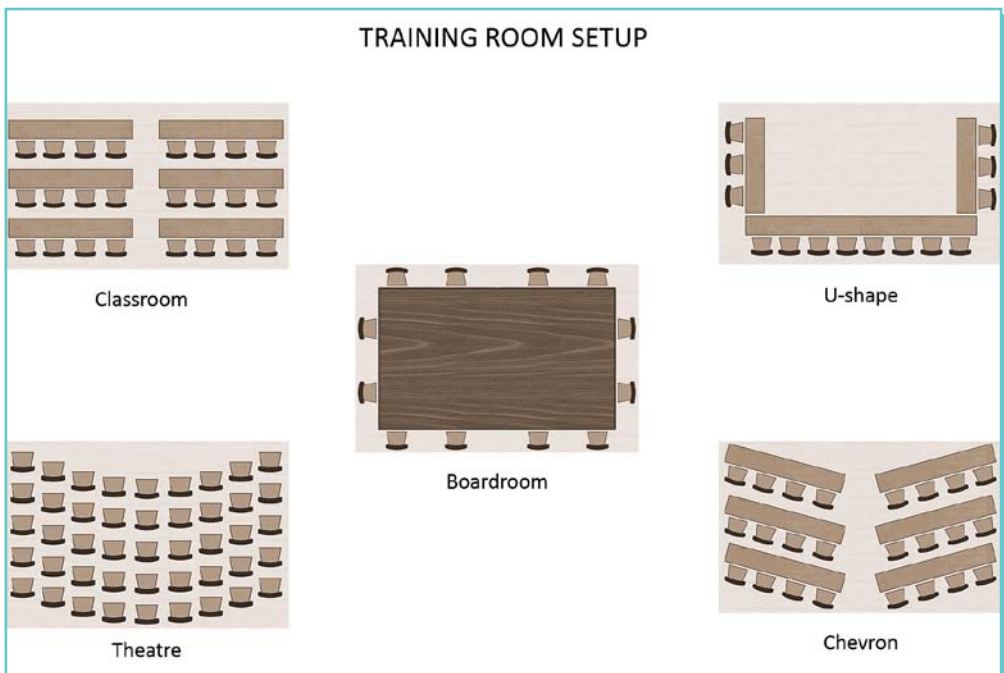 TRAINING ROOM SETUP
Classroom
U-shape
Boardroom
Theatre
Chevron